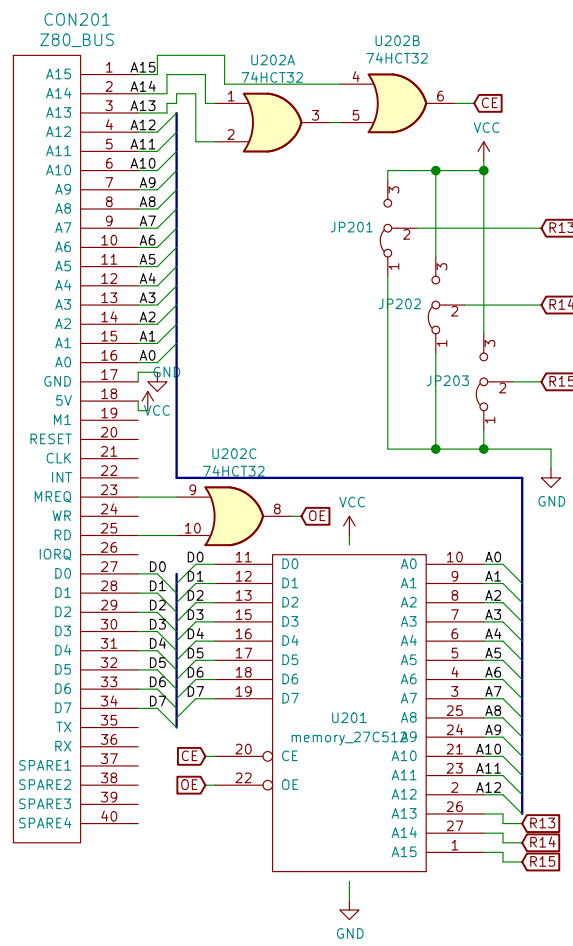 CON201
Z80_BUS
A15 1 A15
A14 2 A14
A13 3 A13
A12 4 A12
A11 5 A11
A10 6 A10
A9 7 A9
A8 8 A8
A7 9 A7
A6 10 A6
A5 11 A5
A4 12 A4
A3 13 A3
A2 14 A2
A1 15 A1
A0 16 A0
GND 17 GND
5V 18 VCC
M1 19
RESET 20
CLK 21
INT 22
MREQ 23
WR 24
RD 25
IORQ 26
D0 27 D0
D1 28 D1
D2 29 D2
D3 30 D3
D4 31 D4
D5 32 D5
D6 33 D6
D7 34 D7
TX 35
RX 36
SPARE1 37
SPARE2 38
SPARE3 39
SPARE4 40
U202A
74HCT32
1
2
3
U202B
74HCT32
4
5
6
CE
VCC
JP201
3
2
1
R13
JP202
3
2
1
R14
JP203
3
2
1
R15
GND
U202C
74HCT32
9
10
8
OE
VCC
D0 11 D0
D1 12 D1
D2 13 D2
D3 15 D3
D4 16 D4
D5 17 D5
D6 18 D6
D7 19 D7
U201
memory_27C512
CE 20 CE
OE 22 OE
A0 10 A0
A1 9 A1
A2 8 A2
A3 7 A3
A4 6 A4
A5 5 A5
A6 4 A6
A7 3 A7
A8 25 A8
A9 24 A9
A10 21 A10
A11 23 A11
A12 2 A12
A13 26 R13
A14 27 R14
A15 1 R15
GND